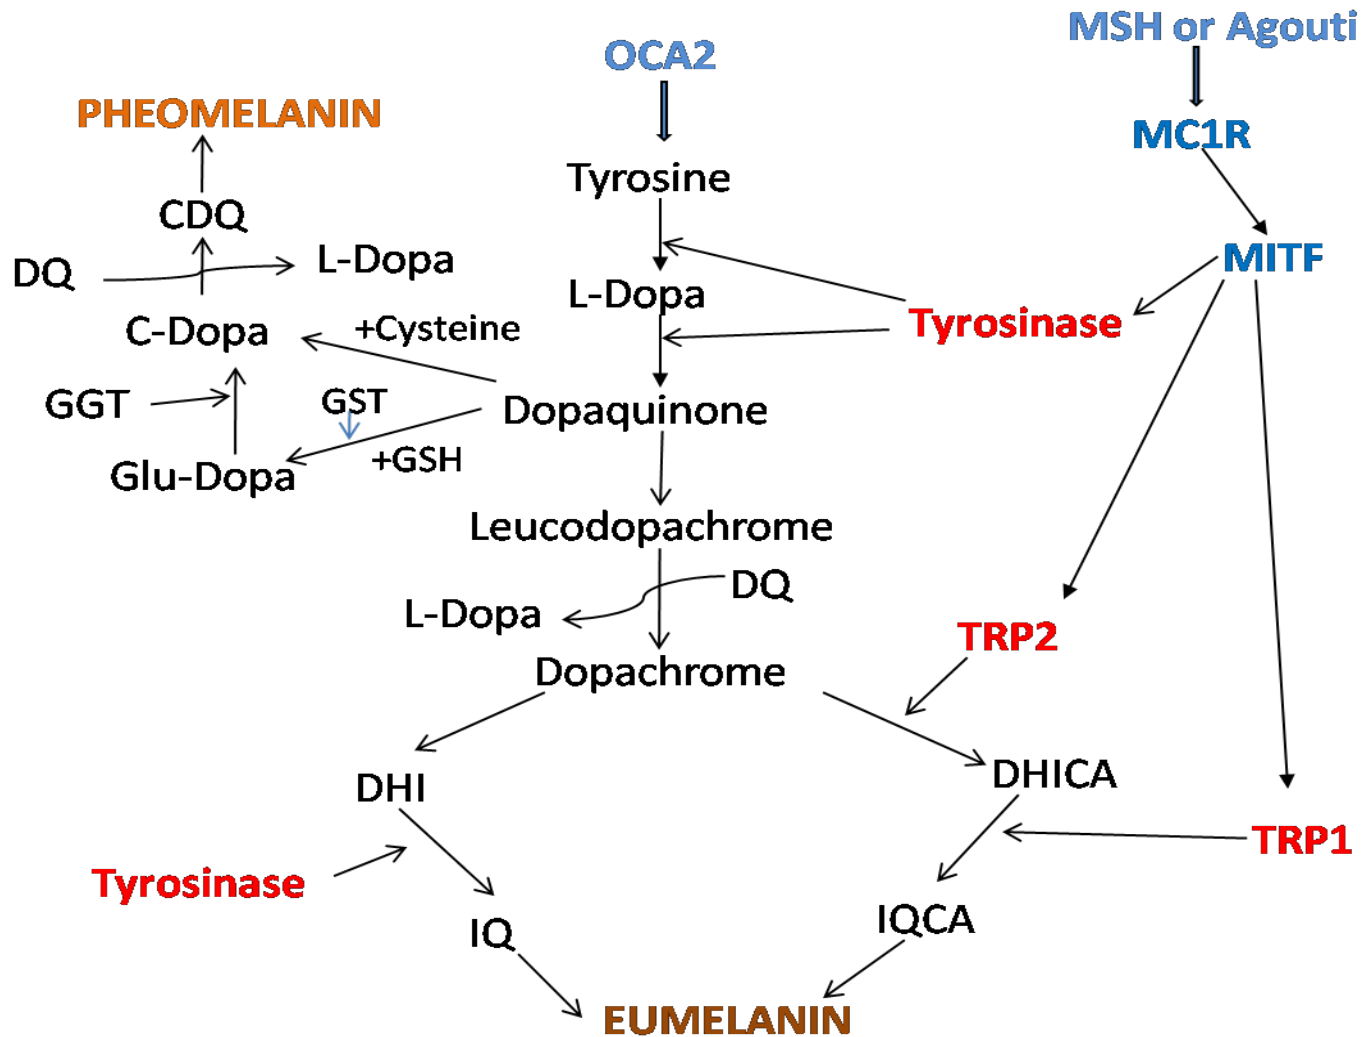 MSH or Agouti
OCA2
PHEOMELANIN
MC1R
Tyrosine
CDQ
L-Dopa
MITF
DQ
L-Dopa
C-Dopa
+Cysteine
Tyrosinase
GGT
GST
Dopaquinone
+GSH
Glu-Dopa
Leucodopachrome
DQ
L-Dopa
TRP2
Dopachrome
DHI
DHICA
TRP1
Tyrosinase
IQ
IQCA
EUMELANIN